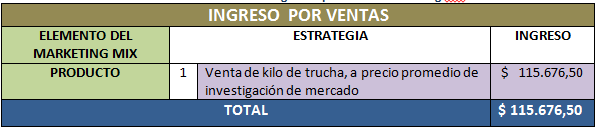 INGRESO POR VENTAS
ELEMENTO DEL MARKETING MIX ESTRATEGIA INGRESO
PRODUCTO 1 Venta de kilo de trucha, a precio promedio de investigación de mercado $ 115.676,50
TOTAL $ 115.676,50